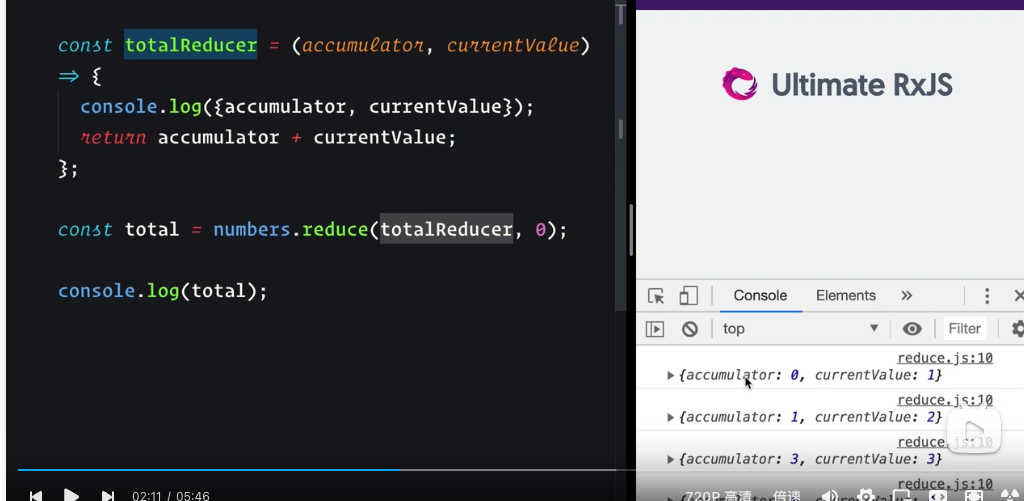 const totalReducer = (accumulator, currentValue)
=> {
console.log({accumulator, currentValue});
return accumulator + currentValue;
};
const total = numbers.reduce(totalReducer, 0);
console.log(total);
Ultimate RxJS
Console Elements »
top Filter
reduce.js:10
{accumulator: 0, currentValue: 1}
reduce.js:10
{accumulator: 1, currentValue: 2}
reduce.js:10
{accumulator: 3, currentValue: 3}
reduce.js:10
02:11 / 05:46
720P 高清 倍速